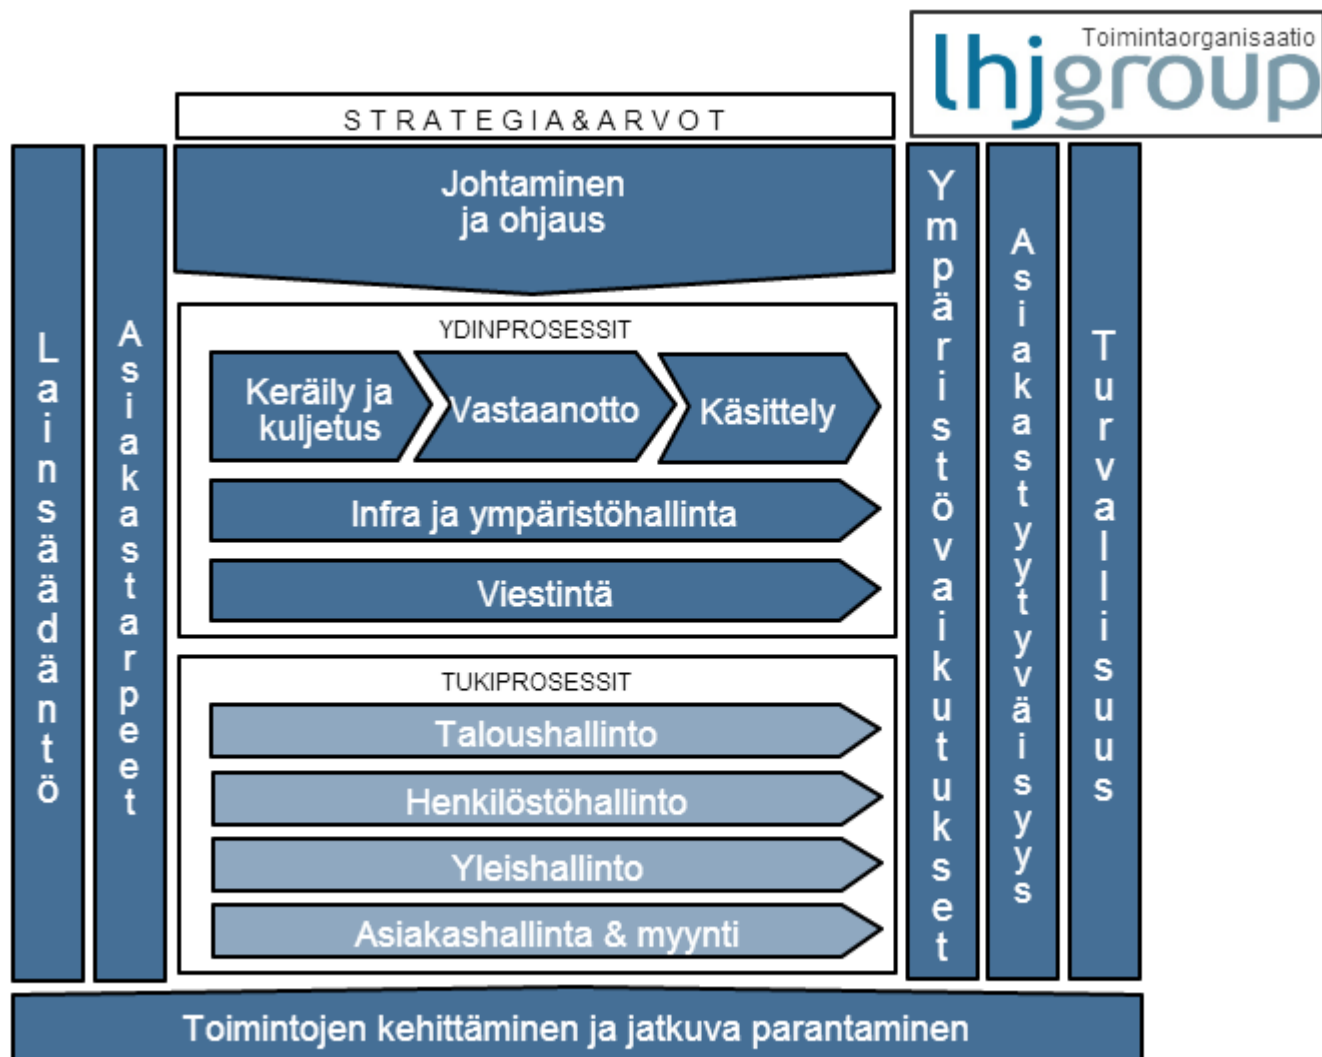 Toimintaorganisaatio
lhjgroup
STRATEGIA&ARVOT
Johtaminen
ja ohjaus
Lainsäädäntö
Asiakastarpeet
YDINPROSESSIT
Keräily ja
kuljetus
Vastaanotto
Käsittely
Infra ja ympäristöhallinta
Viestintä
TUKIPROSESSIT
Taloushallinto
Henkilöstöhallinto
Yleishallinto
Asiakashallinta & myynti
Ympäristövaikutukset
Asiakastyytyväisyys
Turvallisuus
Toimintojen kehittäminen ja jatkuva parantaminen